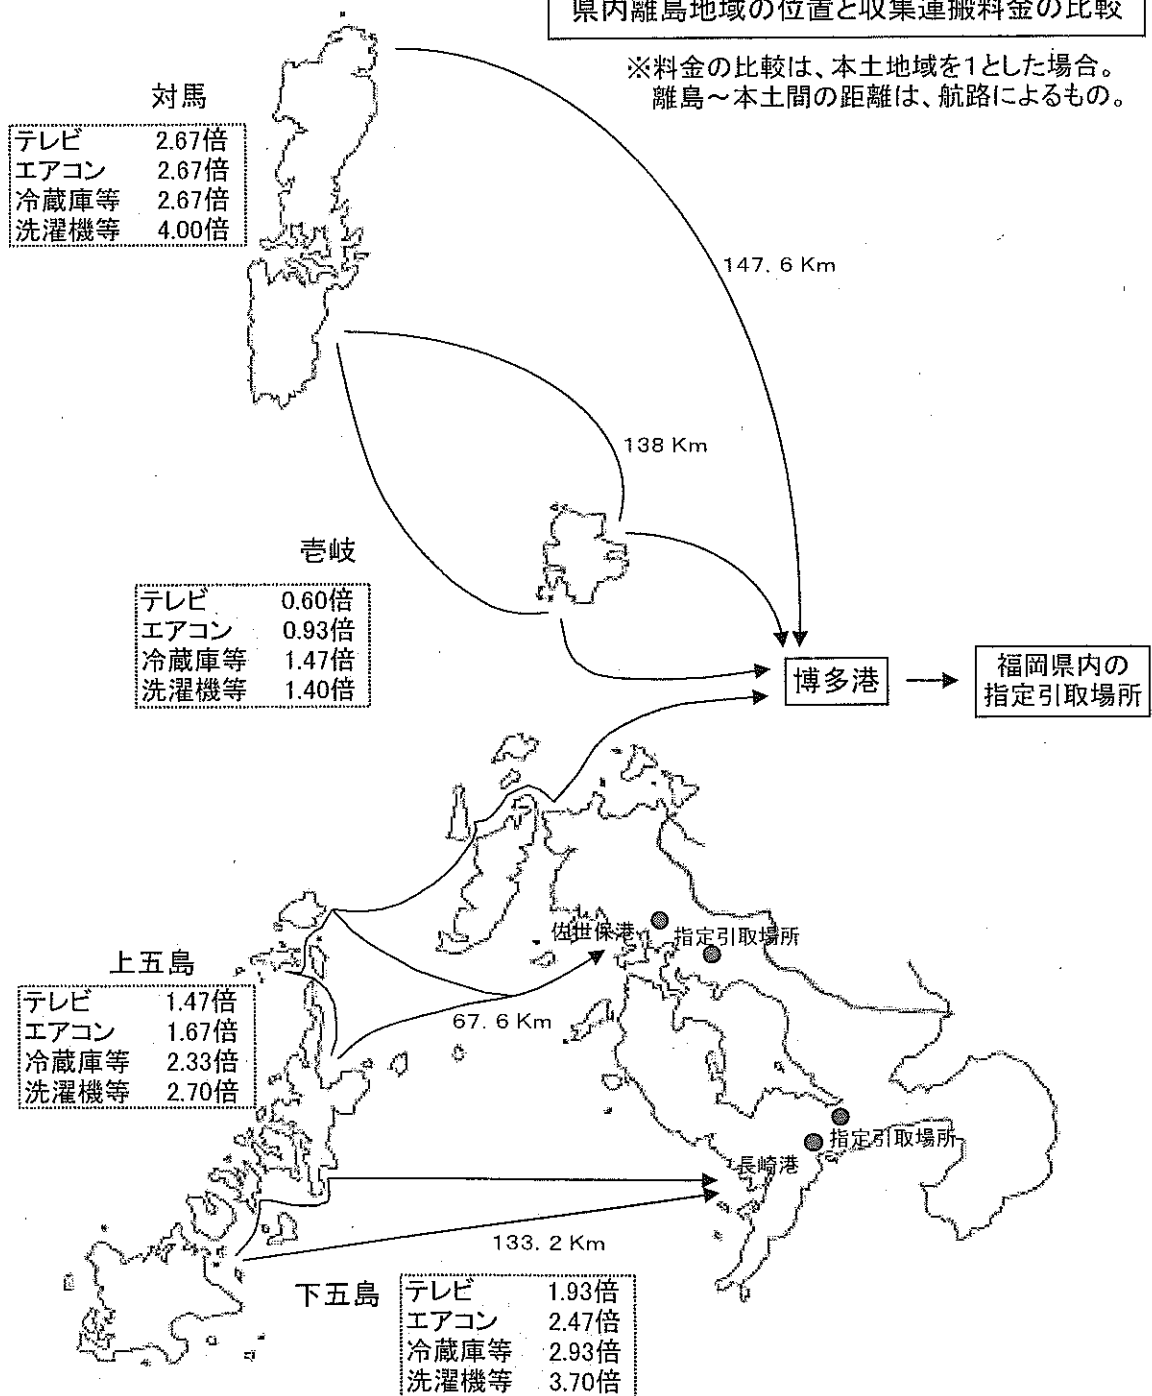 県内離島地域の位置と収集運搬料金の比較
※料金の比較は、本土地域を1とした場合。
離島～本土間の距離は、航路によるもの。
対馬
テレビ 2.67倍
エアコン 2.67倍
冷蔵庫等 2.67倍
洗濯機等 4.00倍
147. 6 Km
138 Km
壱岐
テレビ 0.60倍
エアコン 0.93倍
冷蔵庫等 1.47倍
洗濯機等 1.40倍
博多港
福岡県内の
指定引取場所
佐世保港
指定引取場所
上五島
テレビ 1.47倍
エアコン 1.67倍
冷蔵庫等 2.33倍
洗濯機等 2.70倍
67. 6 Km
指定引取場所
長崎港
133. 2 Km
下五島
テレビ 1.93倍
エアコン 2.47倍
冷蔵庫等 2.93倍
洗濯機等 3.70倍